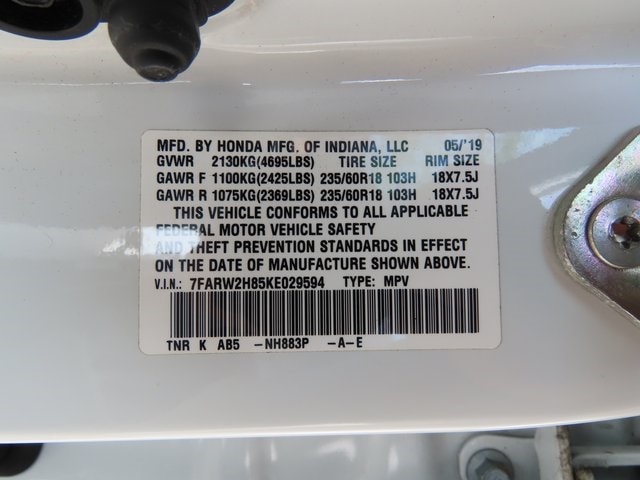 MFD. BY HONDA MFG. OF INDIANA, LLC 05/'19
GVWR 2130KG(4695LBS) TIRE SIZE RIM SIZE
GAWR F 1100KG(2425LBS) 235/60R18 103H 18X7.5J
GAWR R 1075KG(2369LBS) 235/60R18 103H 18X7.5J
THIS VEHICLE CONFORMS TO ALL APPLICABLE
FEDERAL MOTOR VEHICLE SAFETY
AND THEFT PREVENTION STANDARDS IN EFFECT
ON THE DATE OF MANUFACTURE SHOWN ABOVE.
V.I.N.: 7FARW2H85KE029594 TYPE: MPV
TNR K AB5 -NH883P -A-E